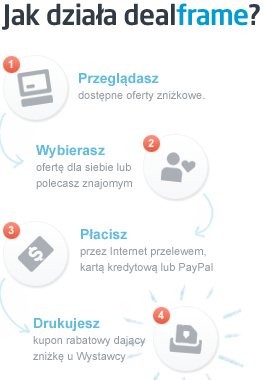 Jak działa dealframe?
1
Przeglądasz
dostępne oferty zniżkowe.
Wybierasz
2
ofertę dla siebie lub
polecasz znajomym
3
Płacisz
przez Internet przelewem,
kartą kredytową lub PayPal
Drukujesz
4
kupon rabatowy dający
zniżkę u Wystawcy